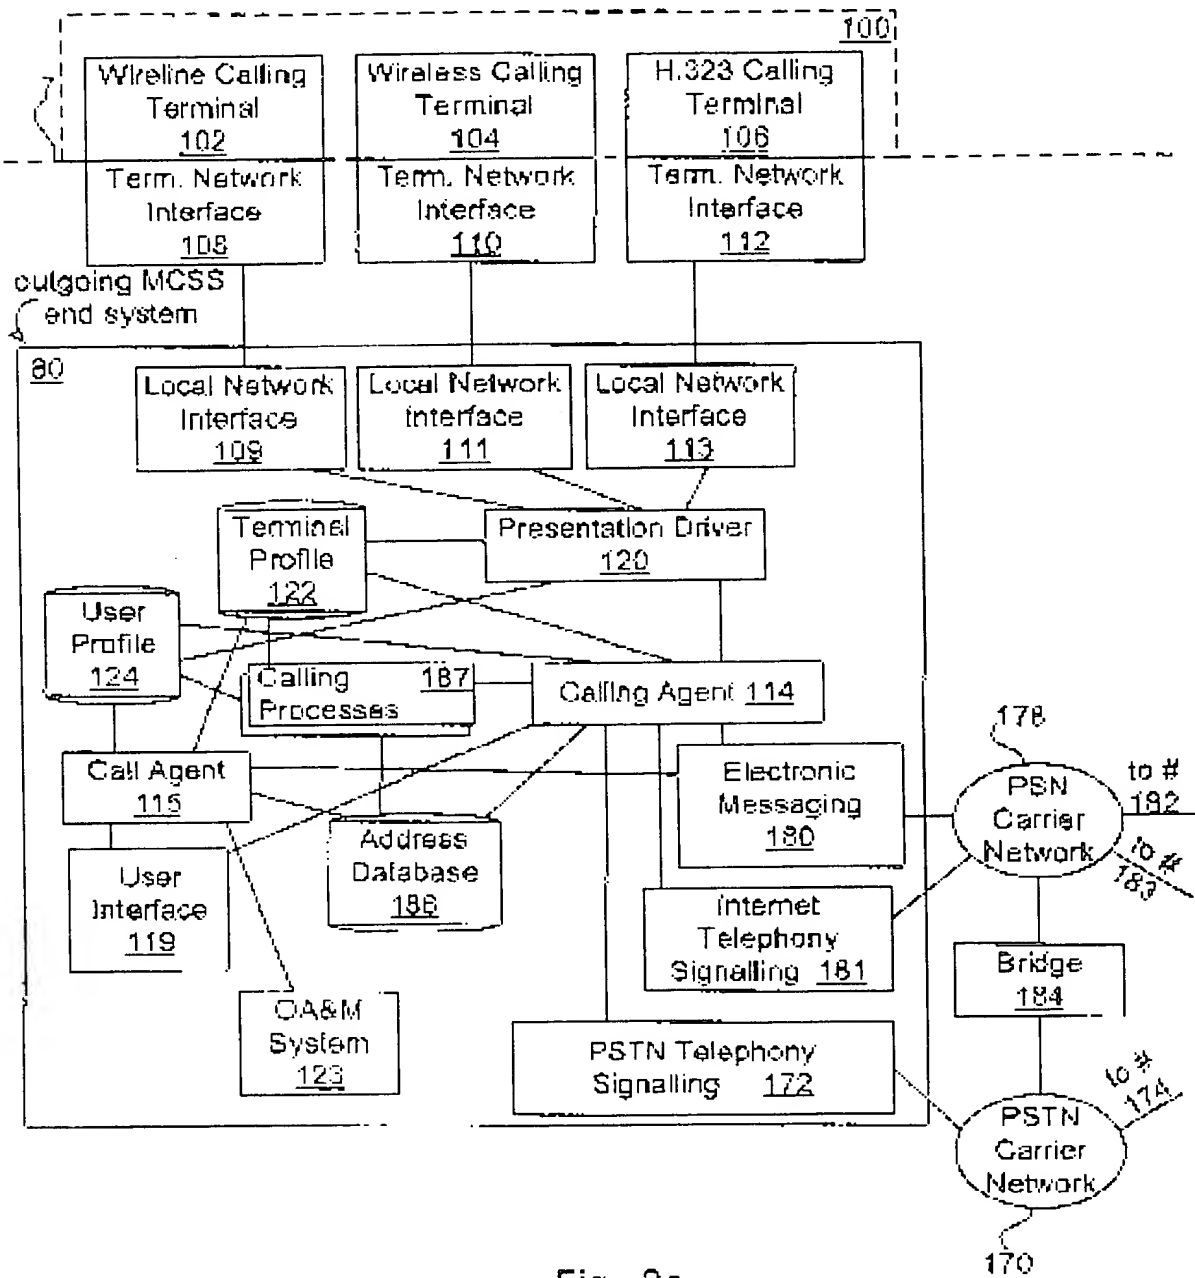 100
Wireline Calling
Terminal
102
Wireless Calling
Terminal
104
H.323 Calling
Terminal
106
Term. Network
Interface
108
Term. Network
Interface
110
Term. Network
Interface
112
outgoing MCSS
end system
80
Local Network
Interface
109
Local Network
Interface
111
Local Network
Interface
113
Terminal
Profile
122
Presentation Driver
120
User
Profile
124
Calling 187
Processes
Calling Agent 114
Call Agent
115
Electronic
Messaging
180
178
PSN
Carrier
Network
to #
182
to #
183
Address
Database
186
User
Interface
119
Internet
Telephony
Signalling 181
Bridge
184
OA&M
System
123
PSTN Telephony
Signalling 172
to #
174
PSTN
Carrier
Network
170